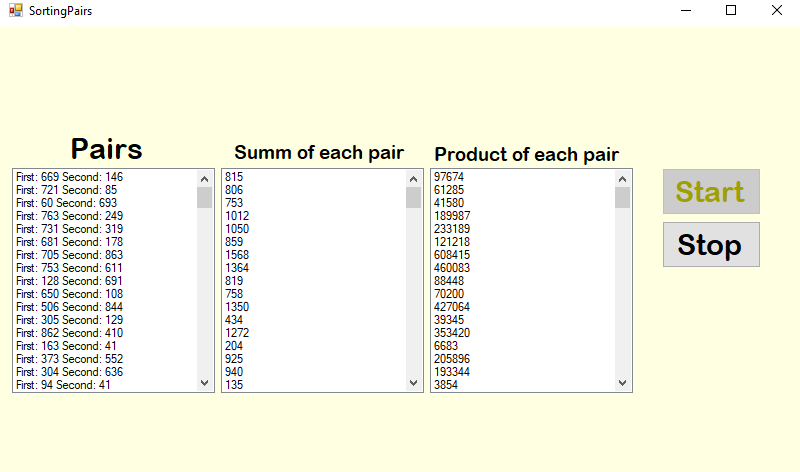 SortingPairs
Pairs
Summ of each pair
Product of each pair
First: 669 Second: 146
First: 721 Second: 85
First: 60 Second: 693
First: 763 Second: 249
First: 731 Second: 319
First: 681 Second: 178
First: 705 Second: 863
First: 753 Second: 611
First: 128 Second: 691
First: 650 Second: 108
First: 506 Second: 844
First: 305 Second: 129
First: 862 Second: 410
First: 163 Second: 41
First: 373 Second: 552
First: 304 Second: 636
First: 94 Second: 41
815
806
753
1012
1050
859
1568
1364
819
758
1350
434
1272
204
925
940
135
97674
61285
41580
189987
233189
121218
608415
460083
88448
70200
427064
39345
353420
6683
205896
193344
3854
Start
Stop